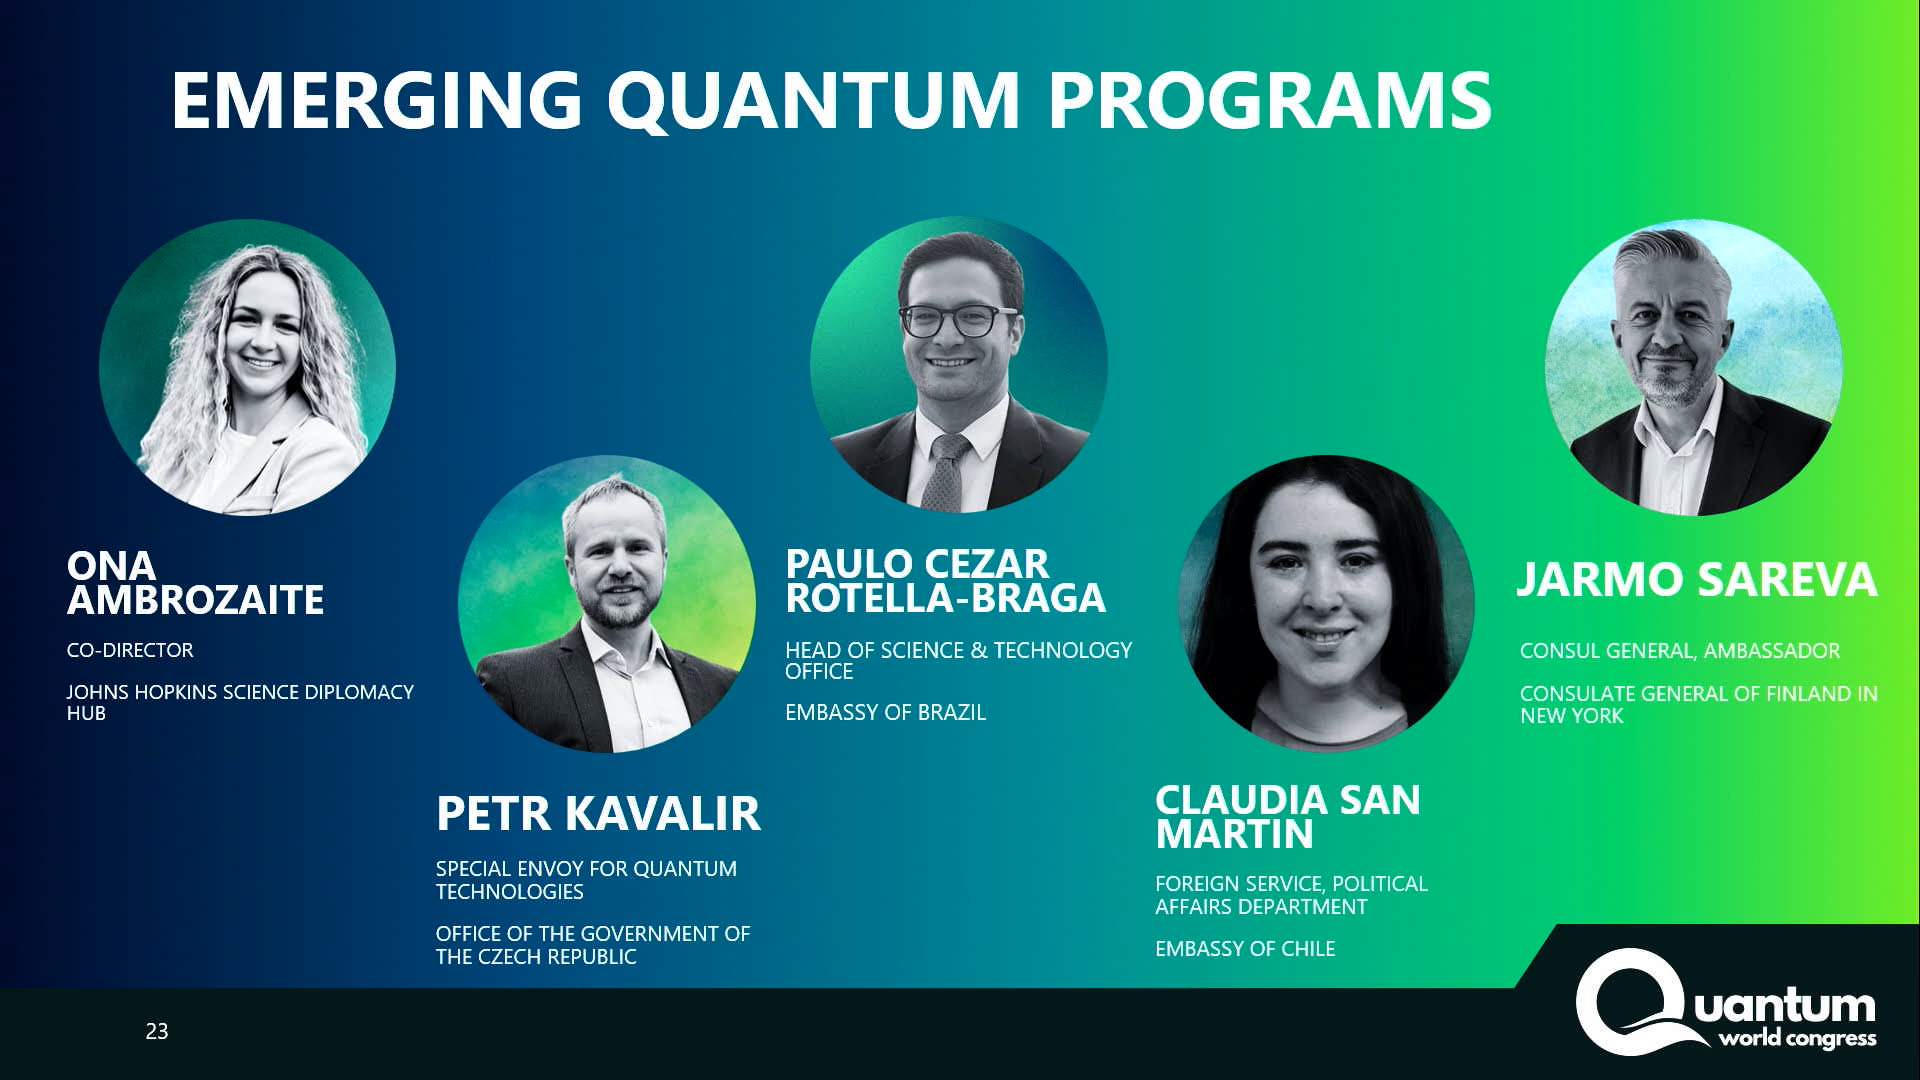 EMERGING QUANTUM PROGRAMS
ONA
AMBROZAITE
CO-DIRECTOR
JOHNS HOPKINS SCIENCE DIPLOMACY
HUB
PETR KAVALIR
SPECIAL ENVOY FOR QUANTUM
TECHNOLOGIES
OFFICE OF THE GOVERNMENT OF
THE CZECH REPUBLIC
PAULO CEZAR
ROTELLA-BRAGA
HEAD OF SCIENCE & TECHNOLOGY
OFFICE
EMBASSY OF BRAZIL
CLAUDIA SAN
MARTIN
FOREIGN SERVICE, POLITICAL
AFFAIRS DEPARTMENT
EMBASSY OF CHILE
JARMO SAREVA
CONSUL GENERAL, AMBASSADOR
CONSULATE GENERAL OF FINLAND IN
NEW YORK
23
Quantum
world congress